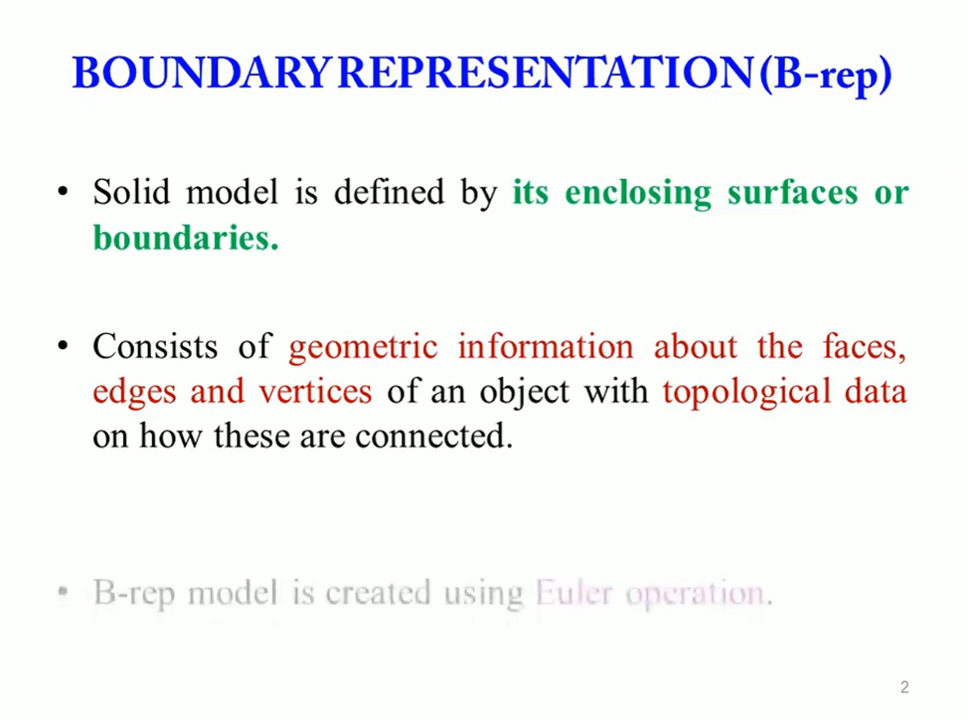 BOUNDARY REPRESENTATION (B-rep)
• Solid model is defined by its enclosing surfaces or
boundaries.
• Consists of geometric information about the faces,
edges and vertices of an object with topological data
on how these are connected.
• B-rep model is created using Euler operation.
2